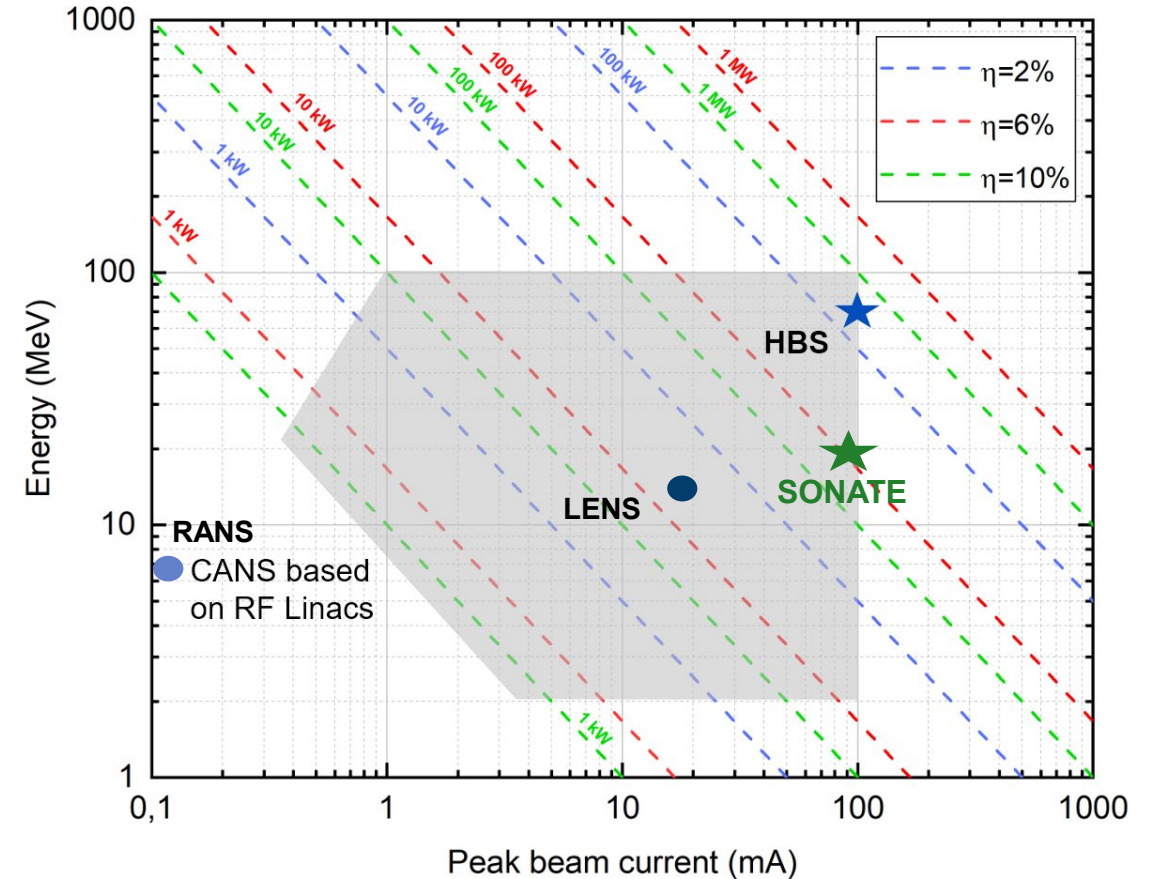 1000
100
10
1
Energy (MeV)
0,1
1
10
100
1000
Peak beam current (mA)
η=2%
η=6%
η=10%
1 kW
1 kW
10 kW
10 kW
10 kW
100 kW
100 kW
100 kW
1 MW
1 MW
1 kW
HBS
SONATE
LENS
RANS
CANS based
on RF Linacs